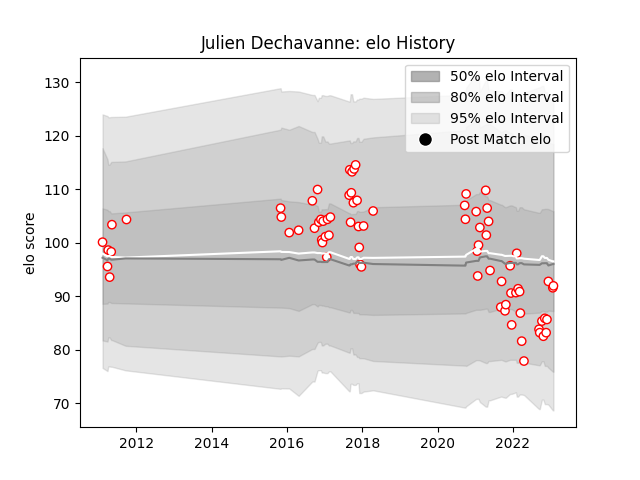 Julien Dechavanne: elo History
50% elo Interval
80% elo Interval
95% elo Interval
Post Match elo
elo score
130
120
110
100
90
80
70
2012
2014
2016
2018
2020
2022